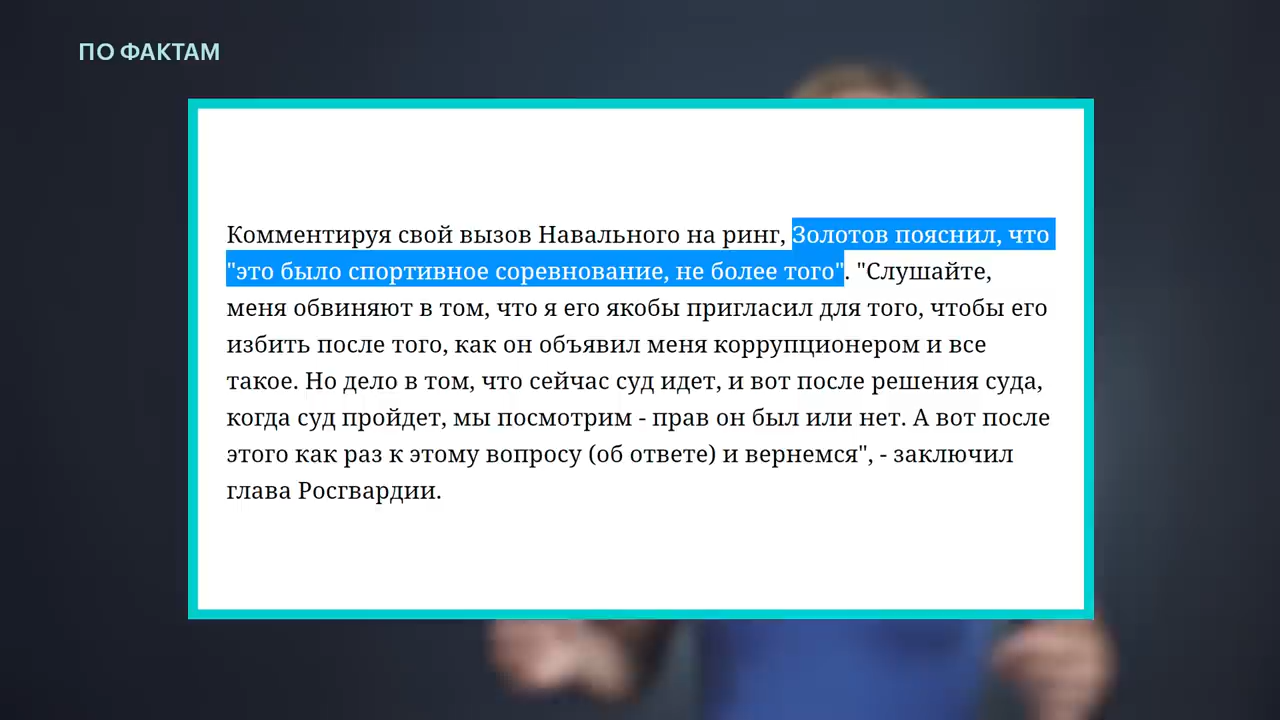 ПО ФАКТАМ
Комментируя свой вызов Навального на ринг, Золотов пояснил, что
"это было спортивное соревнование, не более того". "Слушайте,
меня обвиняют в том, что я его якобы пригласил для того, чтобы его
избить после того, как он объявил меня коррупционером и все
такое. Но дело в том, что сейчас суд идет, и вот после решения суда,
когда суд пройдет, мы посмотрим - прав он был или нет. А вот после
этого как раз к этому вопросу (об ответе) и вернемся", - заключил
глава Росгвардии.